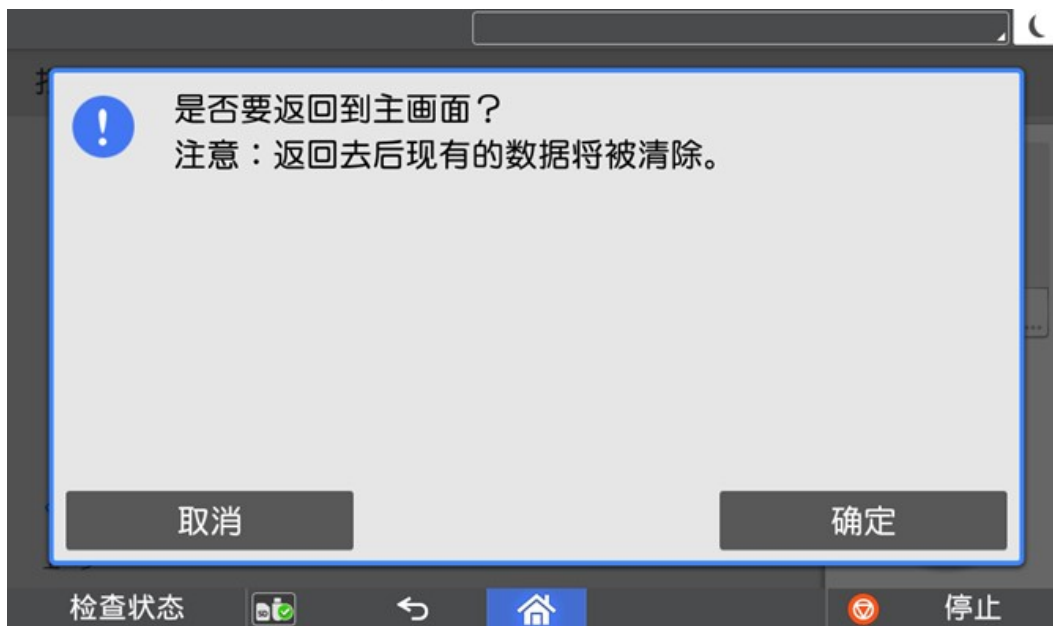 是否要返回到主画面？
注意：返回去后现有的数据将被清除。
取消
确定
检查状态
停止